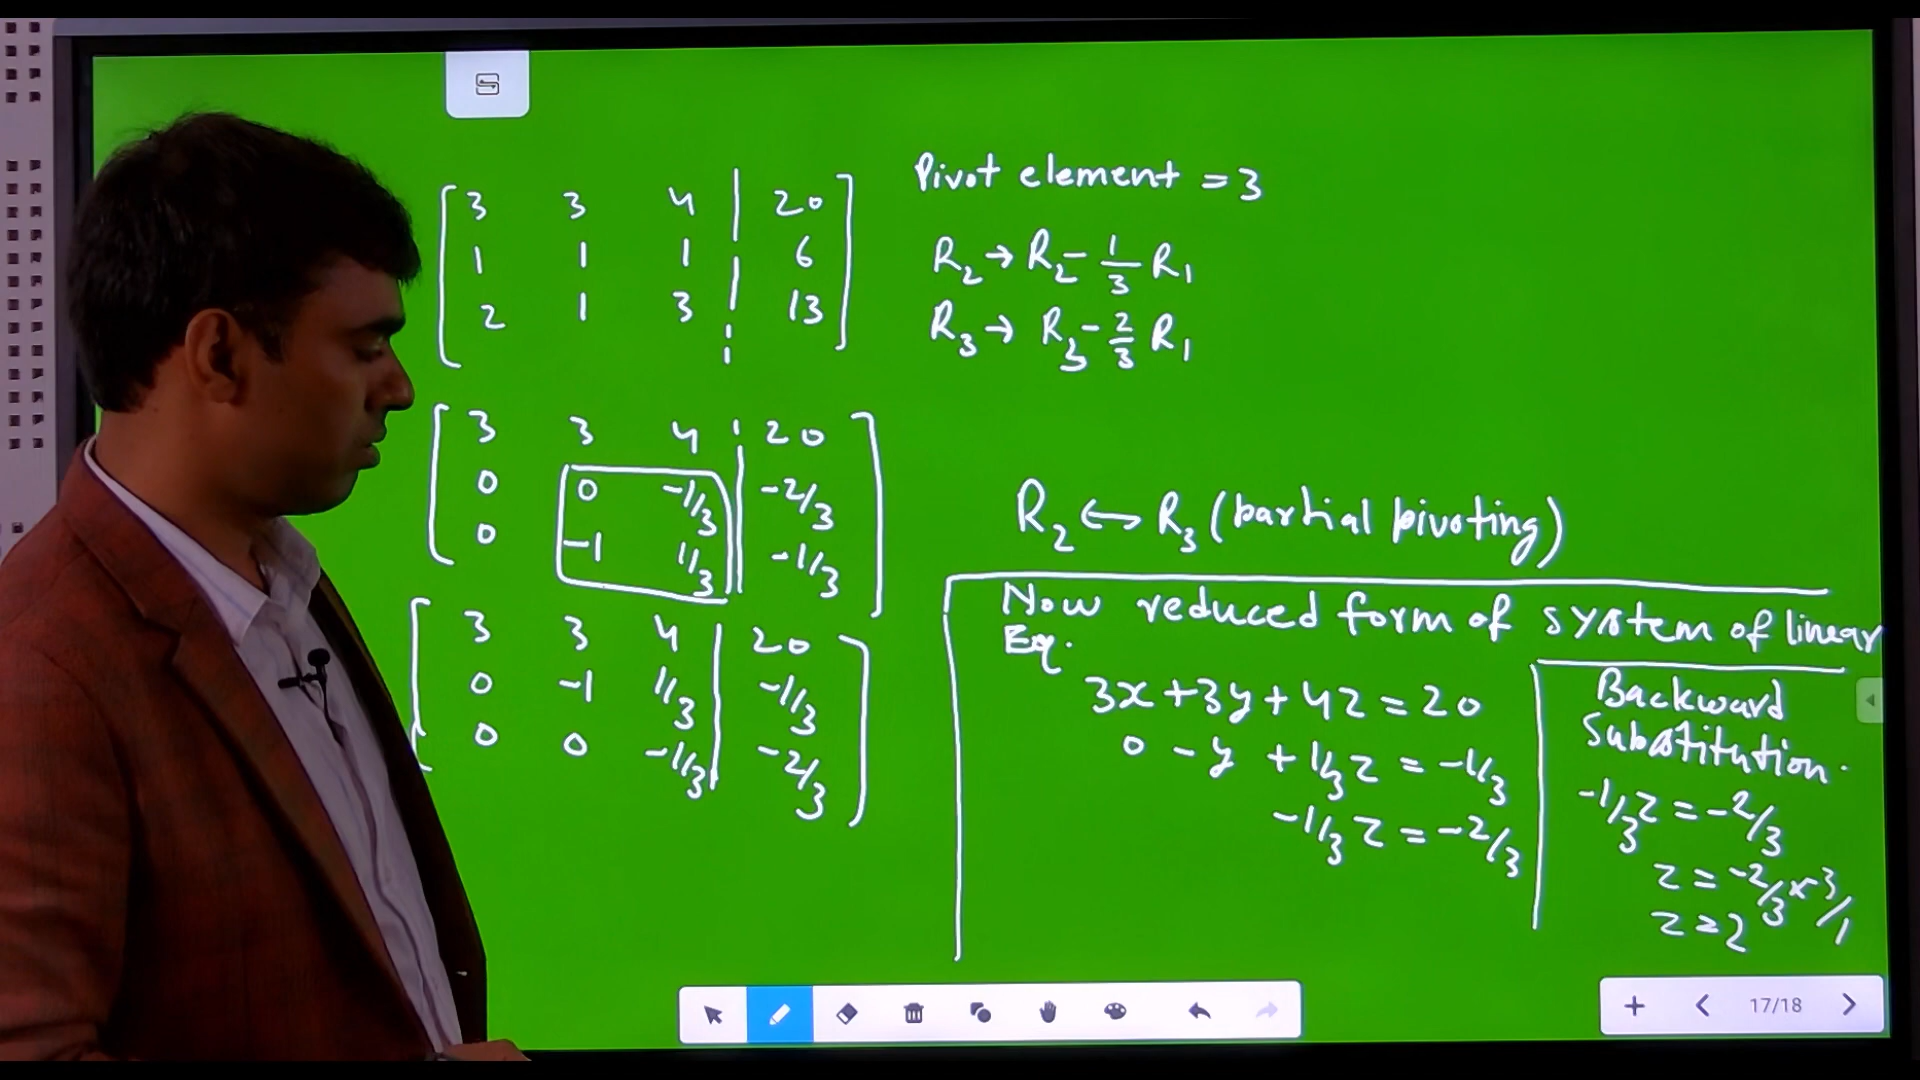 3 3 4 20
1 1 1 6
2 1 3 13
Pivot element = 3
R₂ → R₂ - 1/3 R₁
R₃ → R₃ - 2/3 R₁
3 3 4 20
0 0 -1/3 -2/3
0 -1 1/3 -1/3
R₂ ↔ R₃ (partial pivoting)
3 3 4 20
0 -1 1/3 -1/3
0 0 -1/3 -2/3
Now reduced form of system of linear
Eq.
3x + 3y + 4z = 20
0 - y + 1/3 z = -1/3
-1/3 z = -2/3
Backward
Substitution.
-1/3 z = -2/3
z = -2/3 × 3/1
z = 2
17/18